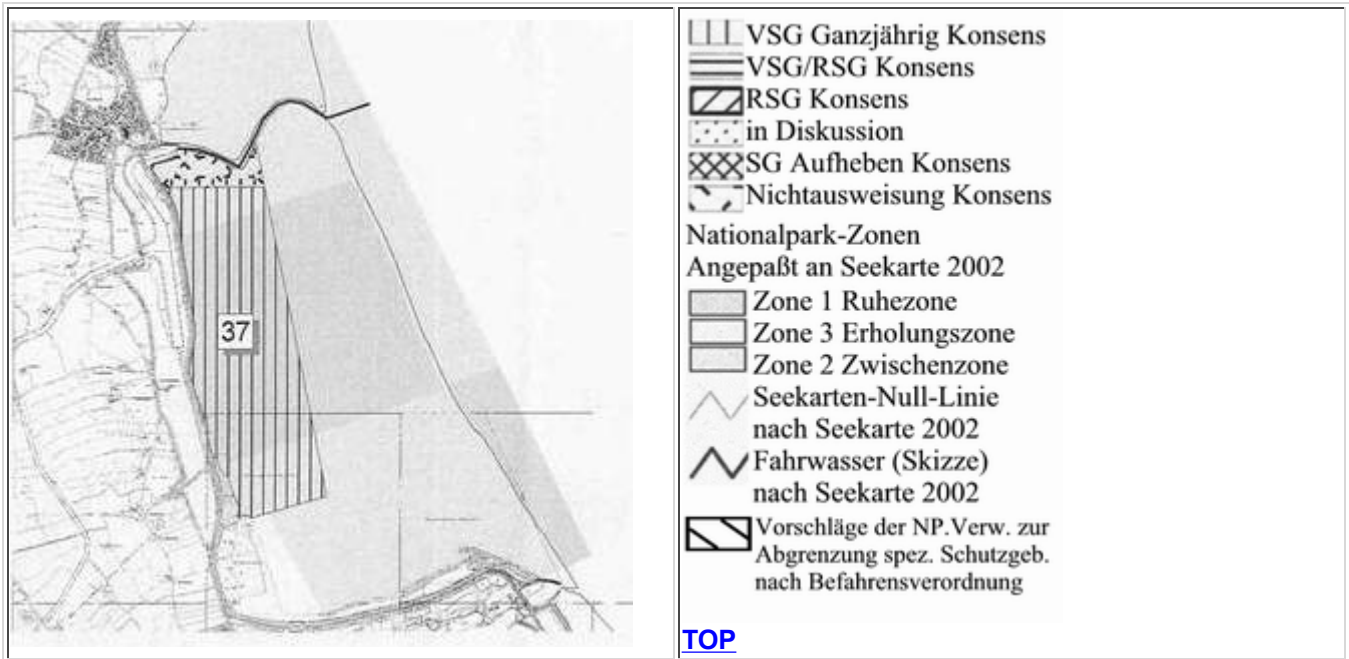 37
VSG Ganzjährig Konsens
VSG/RSG Konsens
RSG Konsens
in Diskussion
SG Aufheben Konsens
Nichtausweisung Konsens
Nationalpark-Zonen
Angepaßt an Seekarte 2002
Zone 1 Ruhezone
Zone 3 Erholungszone
Zone 2 Zwischenzone
Seekarten-Null-Linie
nach Seekarte 2002
Fahrwasser (Skizze)
nach Seekarte 2002
Vorschläge der NP.Verw. zur
Abgrenzung spez. Schutzgeb.
nach Befahrensverordnung
TOP